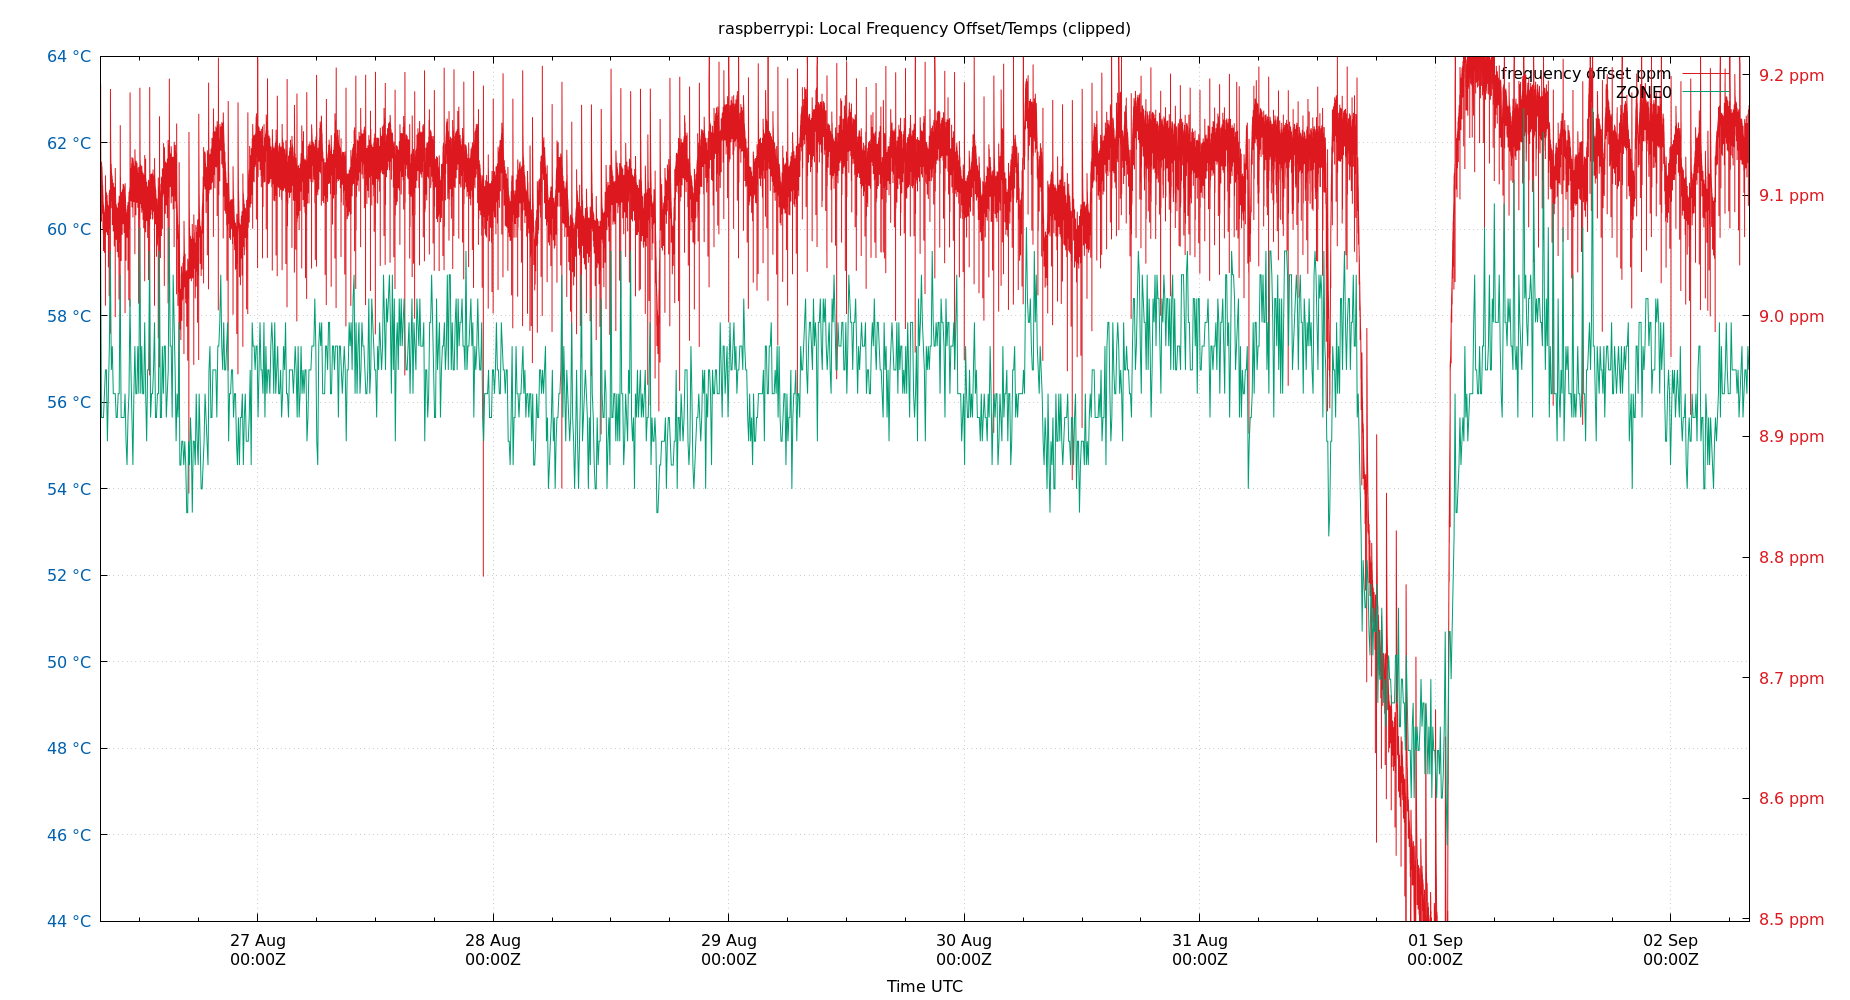 raspberrypi: Local Frequency Offset/Temps (clipped)
64 °C
62 °C
60 °C
58 °C
56 °C
54 °C
52 °C
50 °C
48 °C
46 °C
44 °C
frequency offset ppm
ZONE0
9.2 ppm
9.1 ppm
9.0 ppm
8.9 ppm
8.8 ppm
8.7 ppm
8.6 ppm
8.5 ppm
27 Aug
00:00Z
28 Aug
00:00Z
29 Aug
00:00Z
30 Aug
00:00Z
31 Aug
00:00Z
01 Sep
00:00Z
02 Sep
00:00Z
Time UTC